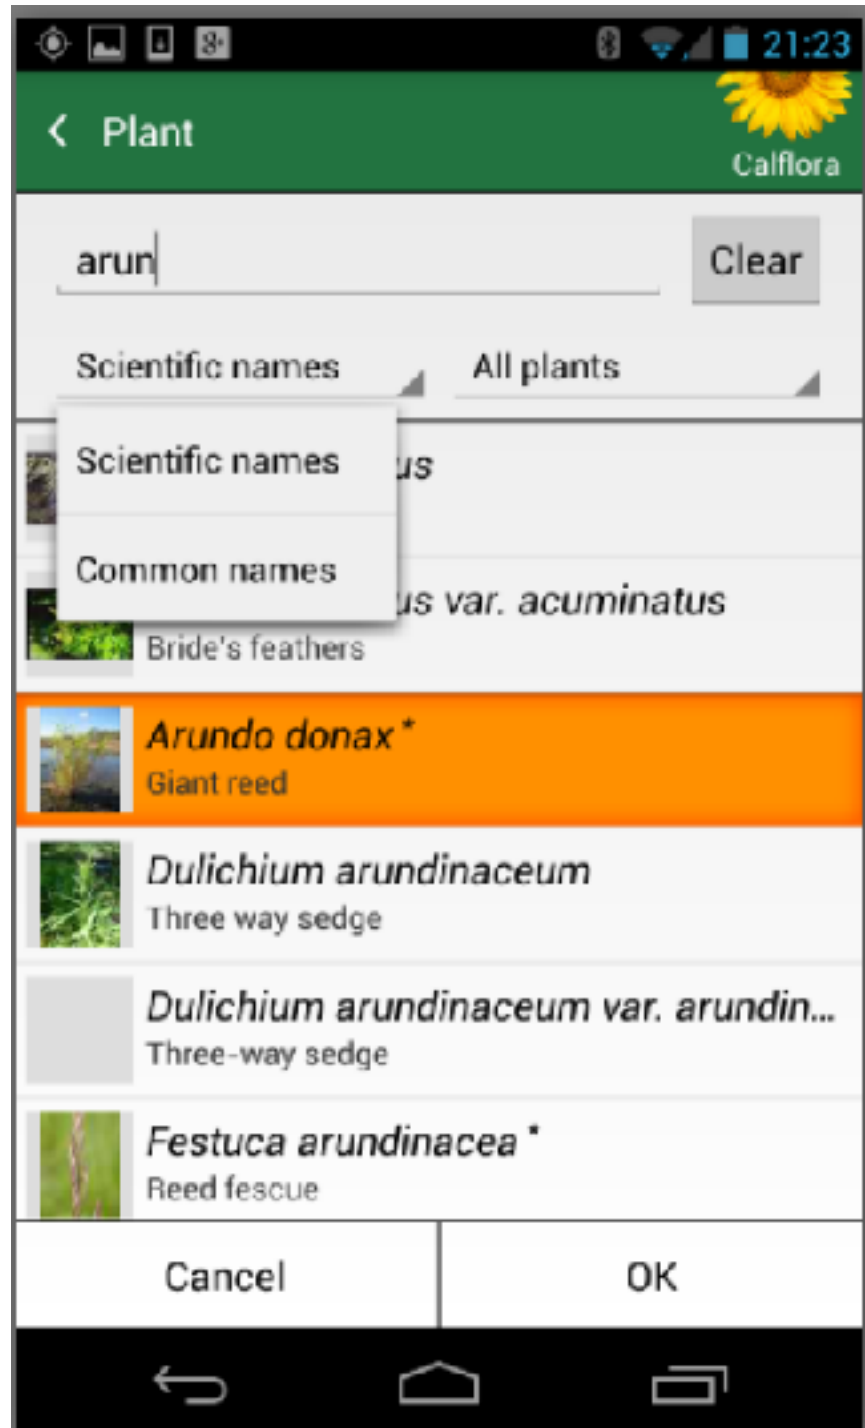 21:23
Plant
Calflora
arun
Clear
Scientific names
All plants
Scientific names
us
Common names
us var. acuminatus
Bride's feathers
Arundo donax*
Giant reed
Dulichium arundinaceum
Three way sedge
Dulichium arundinaceum var. arundin...
Three-way sedge
Festuca arundinacea*
Reed fescue
Cancel
OK